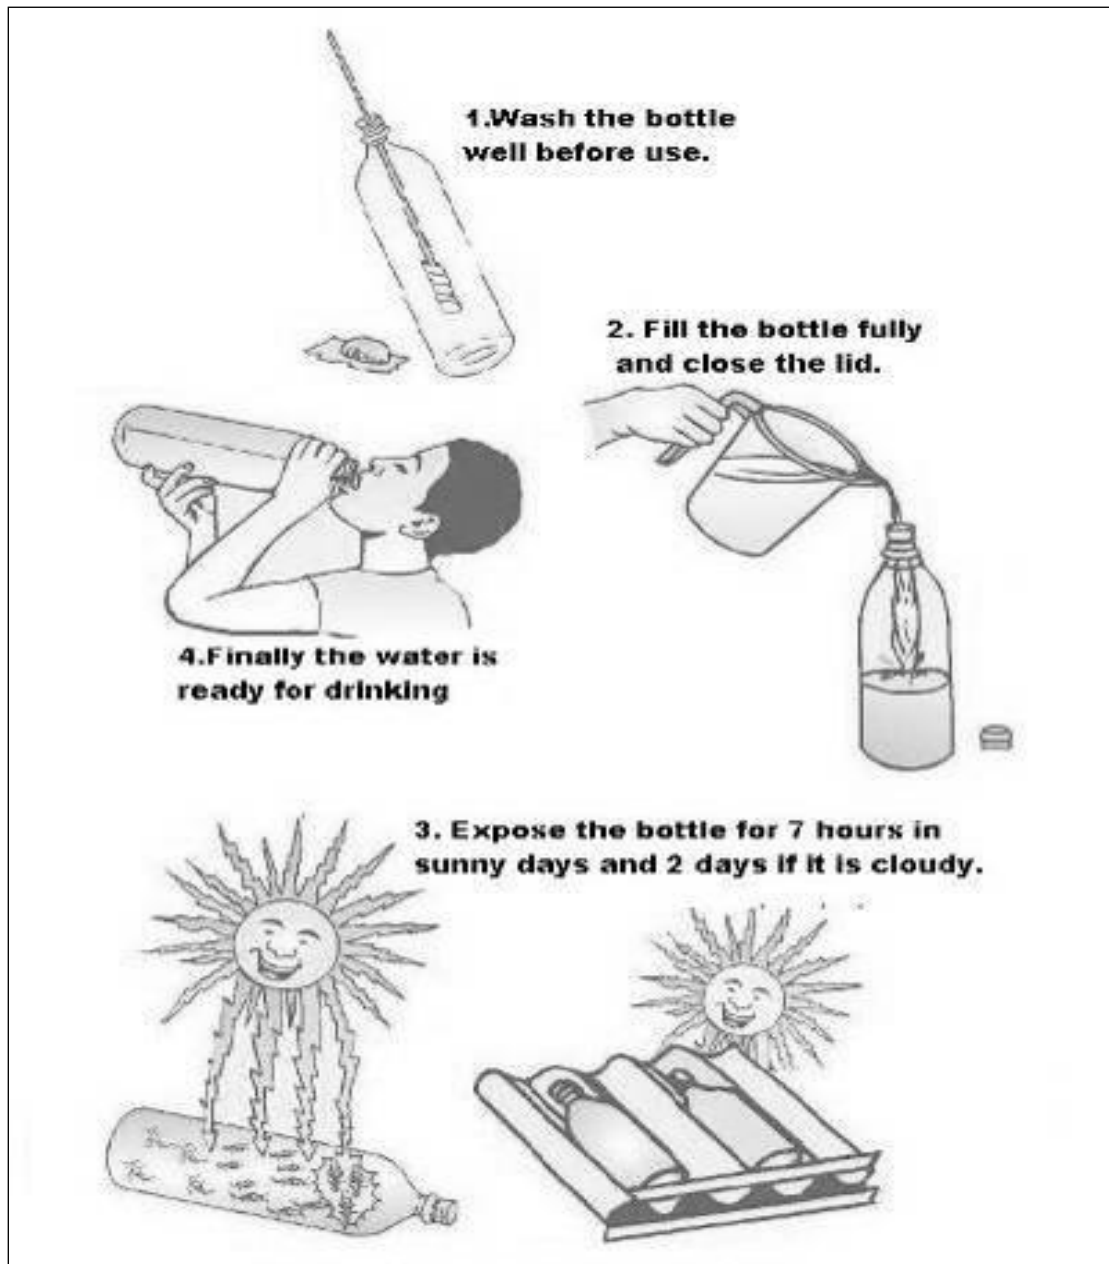 1.Wash the bottle
well before use.
2. Fill the bottle fully
and close the lid.
3. Expose the bottle for 7 hours in
sunny days and 2 days if it is cloudy.
4.Finally the water is
ready for drinking